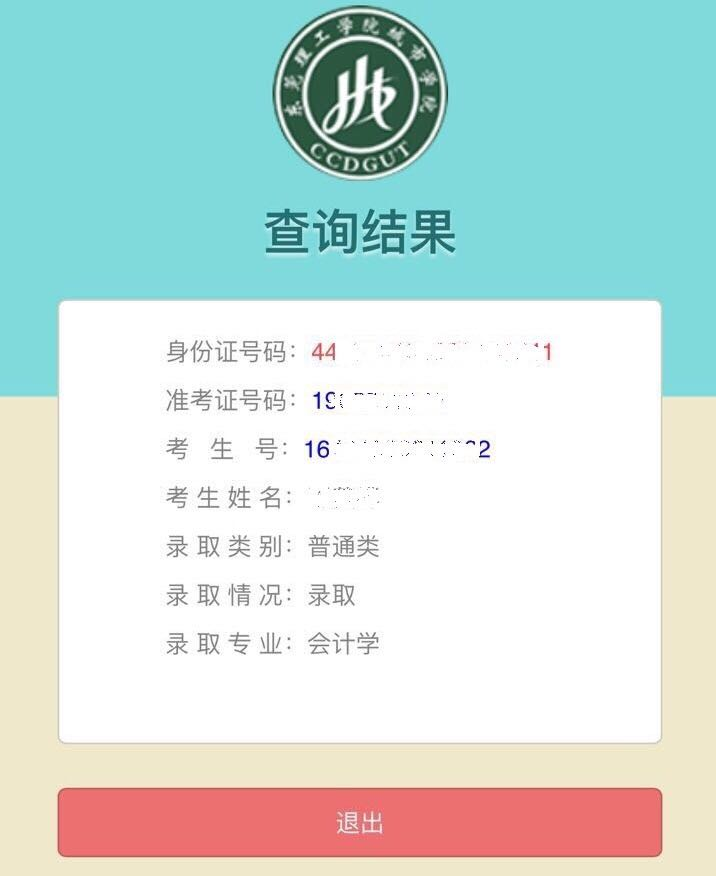 东莞理工学院城市学院
CCDGUT
查询结果
身份证号码：44 11
准考证号码：19
考 生 号：16 2
考 生 姓 名：
录 取 类 别：普通类
录 取 情 况：录取
录 取 专 业：会计学
退出